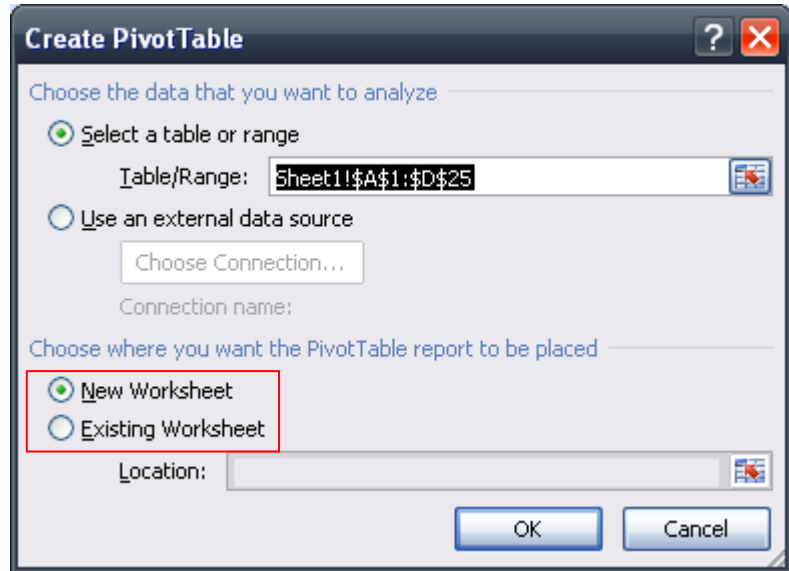 Create PivotTable ?
Choose the data that you want to analyze
Select a table or range
Table/Range: Sheet1!$A$1:$D$25
Use an external data source
Choose Connection...
Connection name:
Choose where you want the PivotTable report to be placed
New Worksheet
Existing Worksheet
Location:
OK Cancel